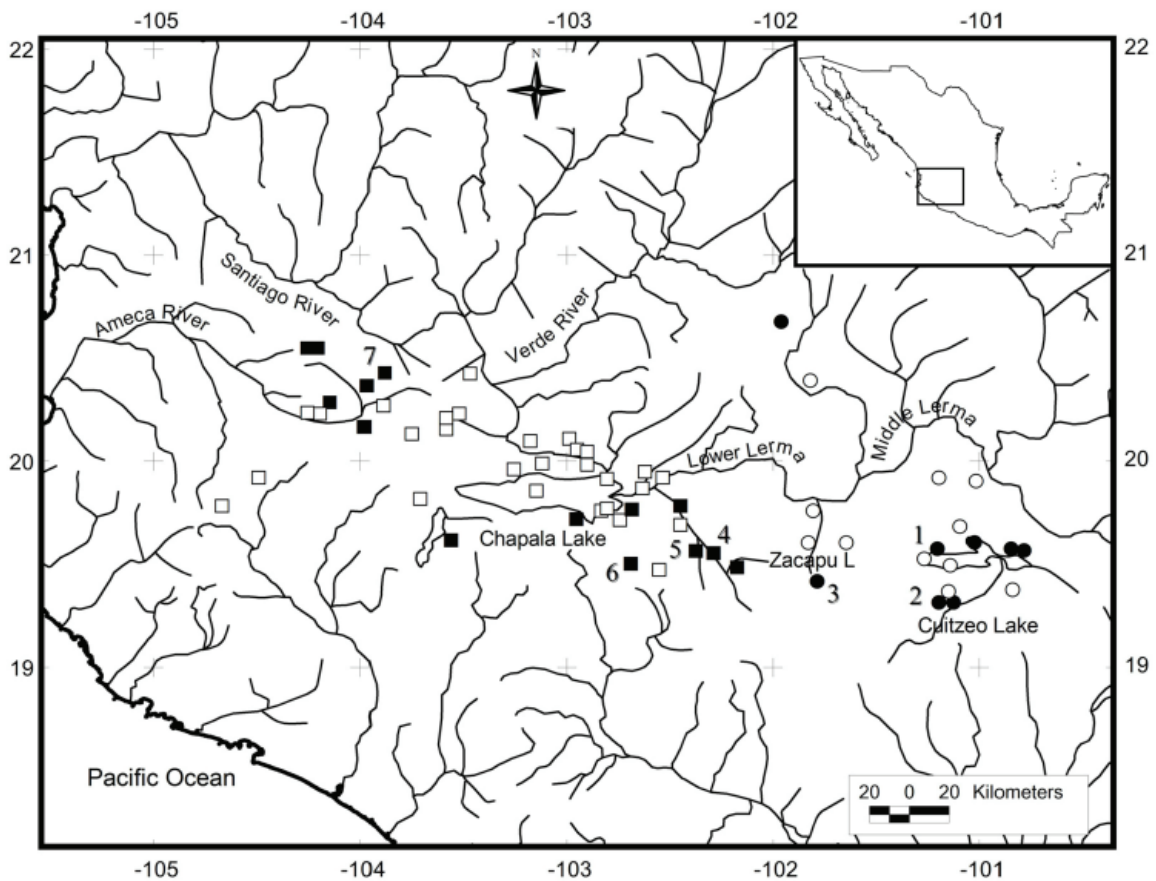 -105 -104 -103 -102 -101
22 22
N
21 21
Santiago River
Ameca River
Verde River
7
Middle Lerma
Lower Lerma
20 20
Chapala Lake
4
5
6
Zacapu L
3
1
2
Cuitzeo Lake
19 19
Pacific Ocean
20 0 20 Kilometers
-105 -104 -103 -102 -101